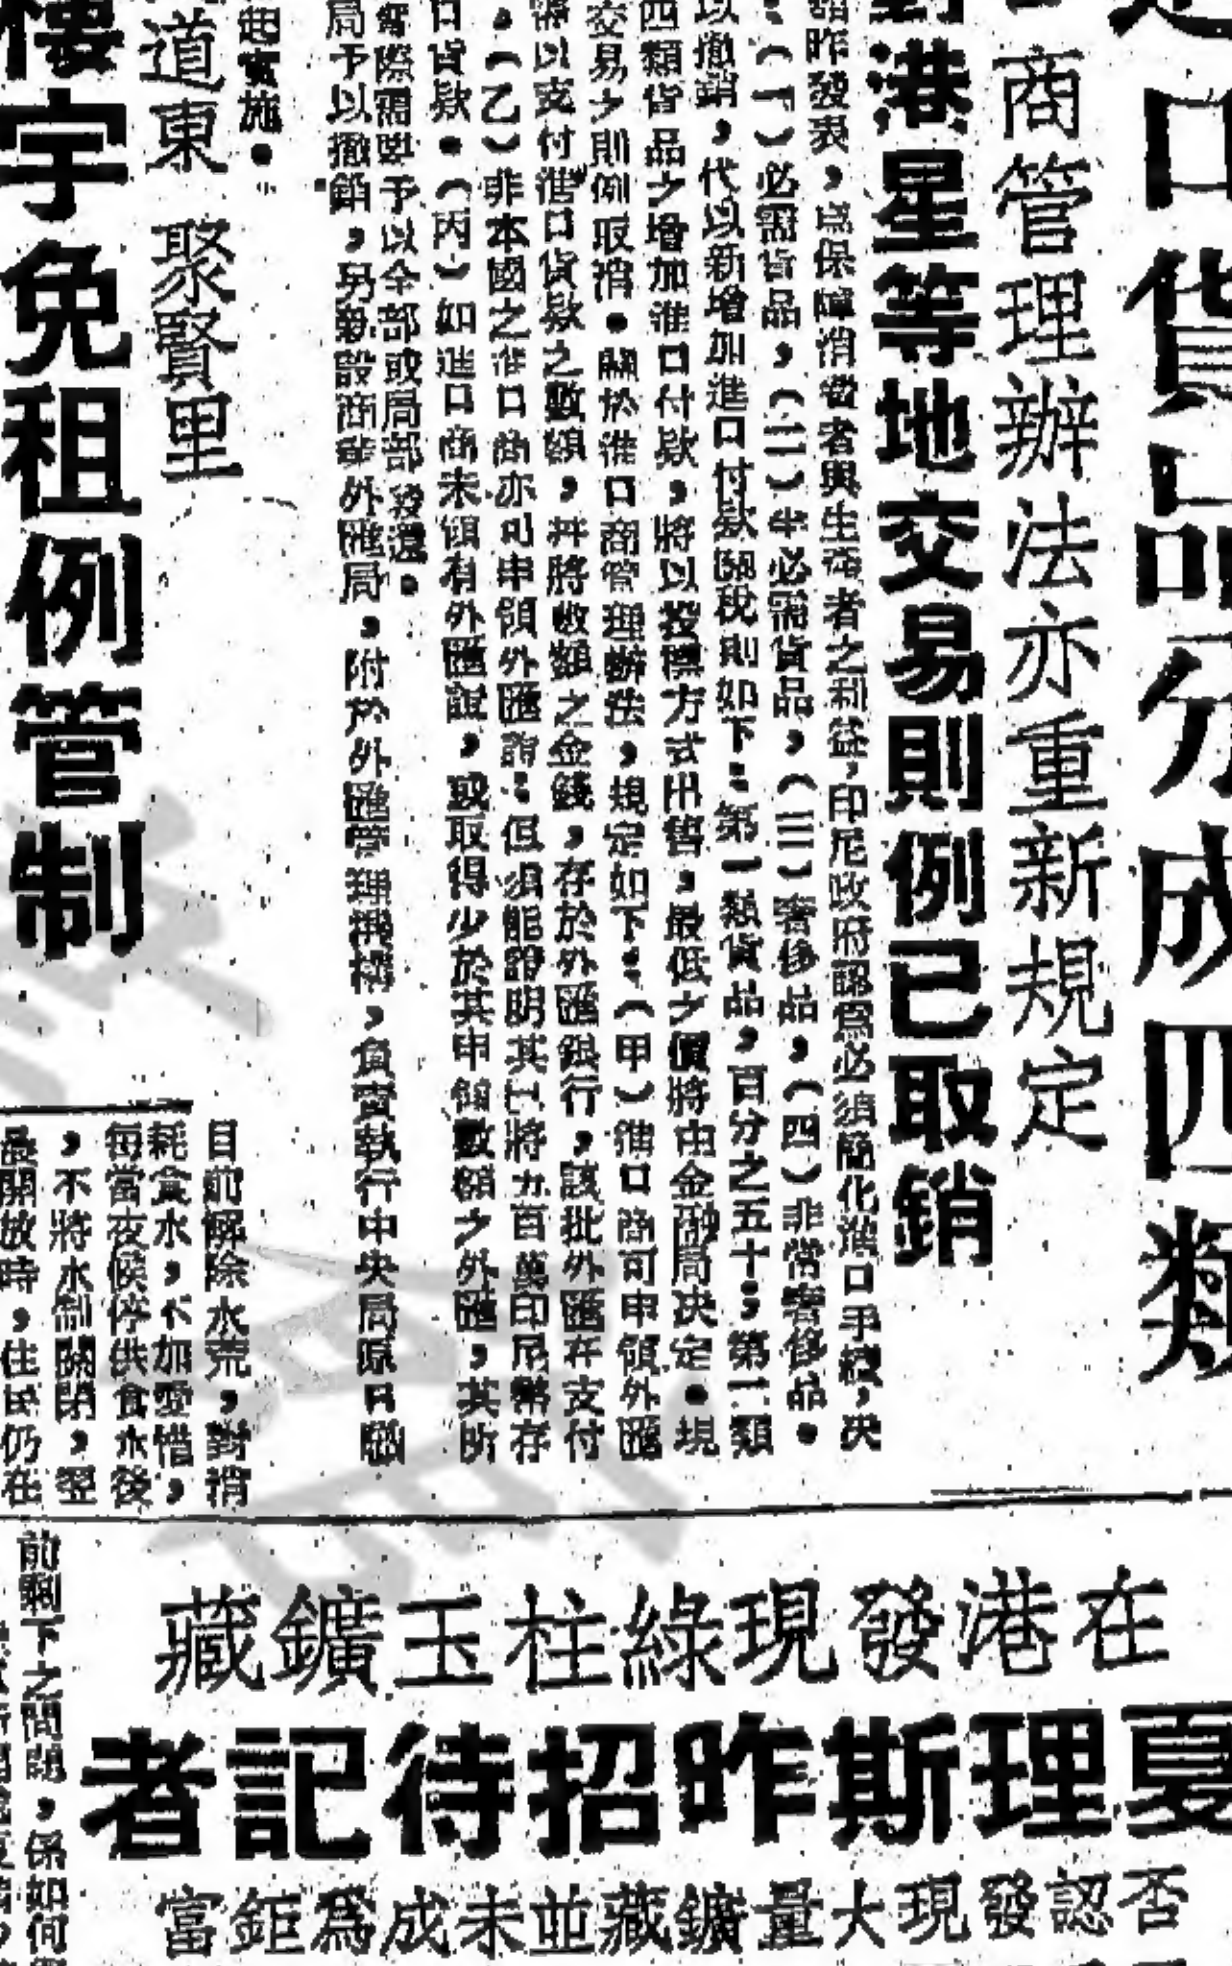 口貨品分成四類
商管理辦法亦重新規定
對港星等地交易則例已取銷
昨發表，為保障消費者與生產者之利益，印尼政府認爲必須簡化進口手續，决
（一）必需貨品，（二）半必需貨品，（三）奢侈品，（四）非常奢侈品。
以撤銷，代以新增加進口付款關稅則如下：第一類貨品，百分之五十，第二類
四類貨品之增加進口付款，將以投標方式出售，最低之價將由金融局決定。現
交易之則例取消。關於進口商管理辦法，規定如下：（甲）進口商可申領外匯
以支付進口貨款之數額，并將收額之金錢，存於外匯銀行，該批外匯在支付
，（乙）非本國之進口商亦可申領外匯證：但須能證明其已將九百萬印尼幣存
口貨款。（丙）如進口商未領有外匯證，或取得少於其申領數額之外匯，其所
實際需要予以全部或局部發還。
局予以撤銷，另新設商業外匯局，附於外匯管理機構，負責執行中央局原日職
起實施。
道東 聚賢里
樓宇免租例管制
目前解除水荒，對消
耗食水，不加愛惜，
每當夜候停供食水後
，不將水制關閉，翌
晨開放時，住民仍在
在港發現綠柱玉鑛藏
夏理斯昨招待記者
否認發現大量鑛藏並未成爲鉅富
前剩下之問題，係如何